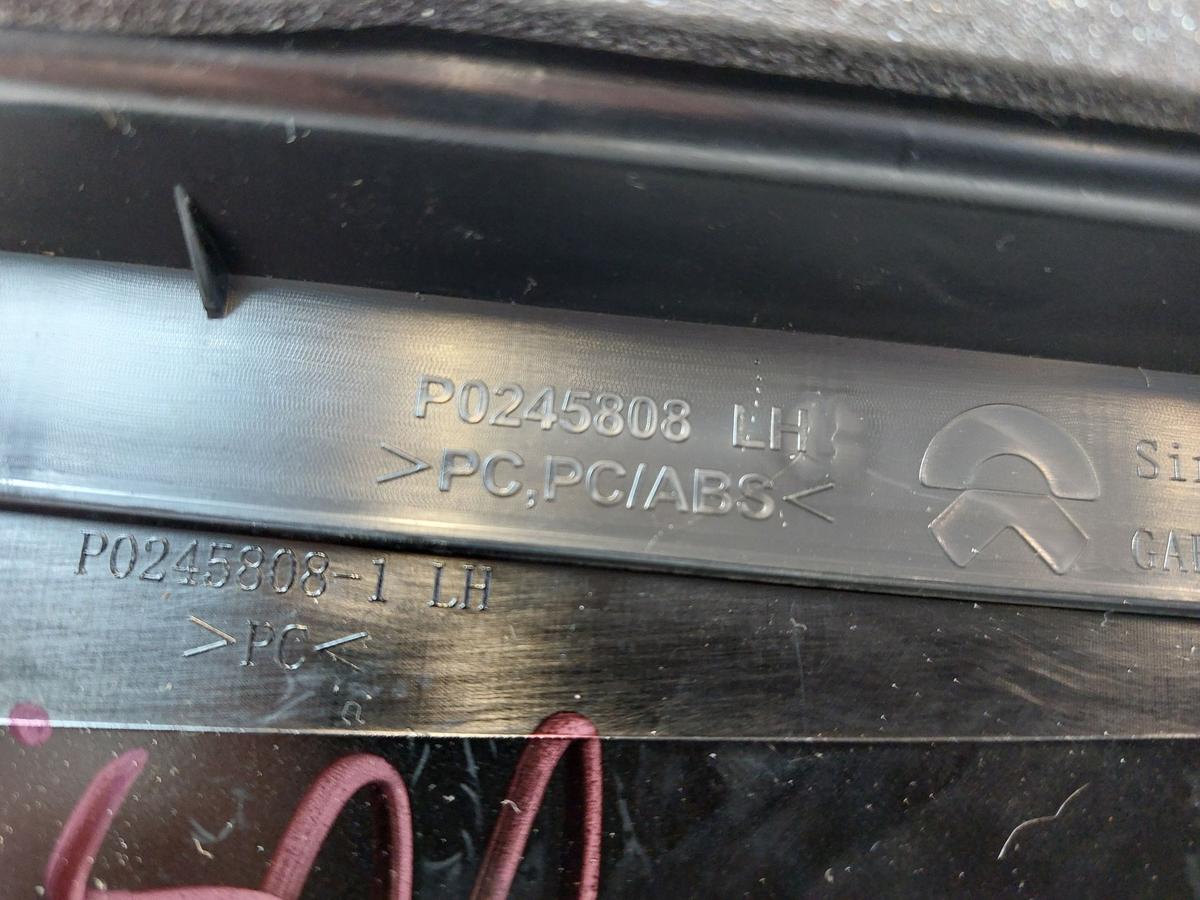 P0245808 LH
>PC,PC/ABS<
P0245808-1 LH
>PC<